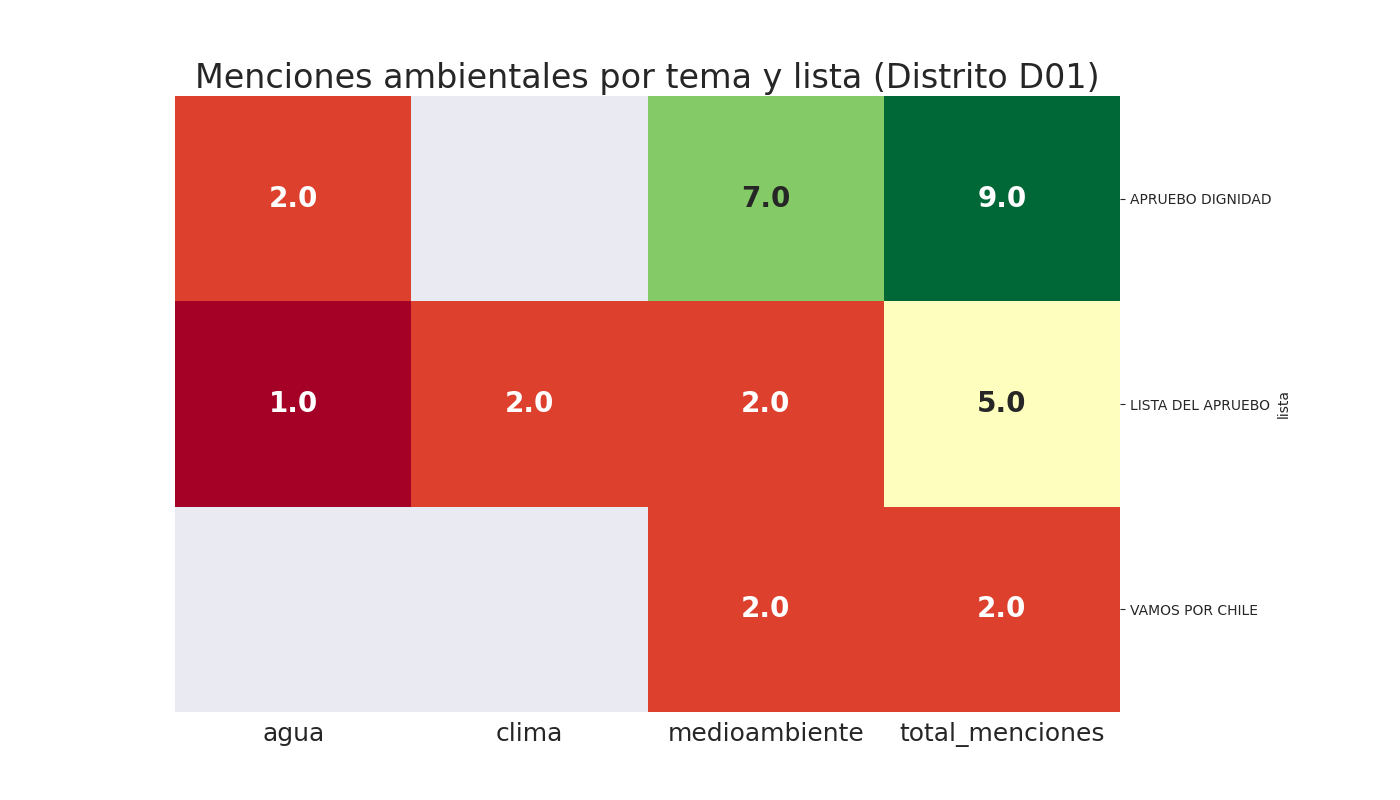 Menciones ambientales por tema y lista (Distrito D01)
2.0 7.0 9.0 APRUEBO DIGNIDAD
1.0 2.0 2.0 5.0 LISTA DEL APRUEBO
lista
2.0 2.0 VAMOS POR CHILE
agua clima medioambiente total_menciones